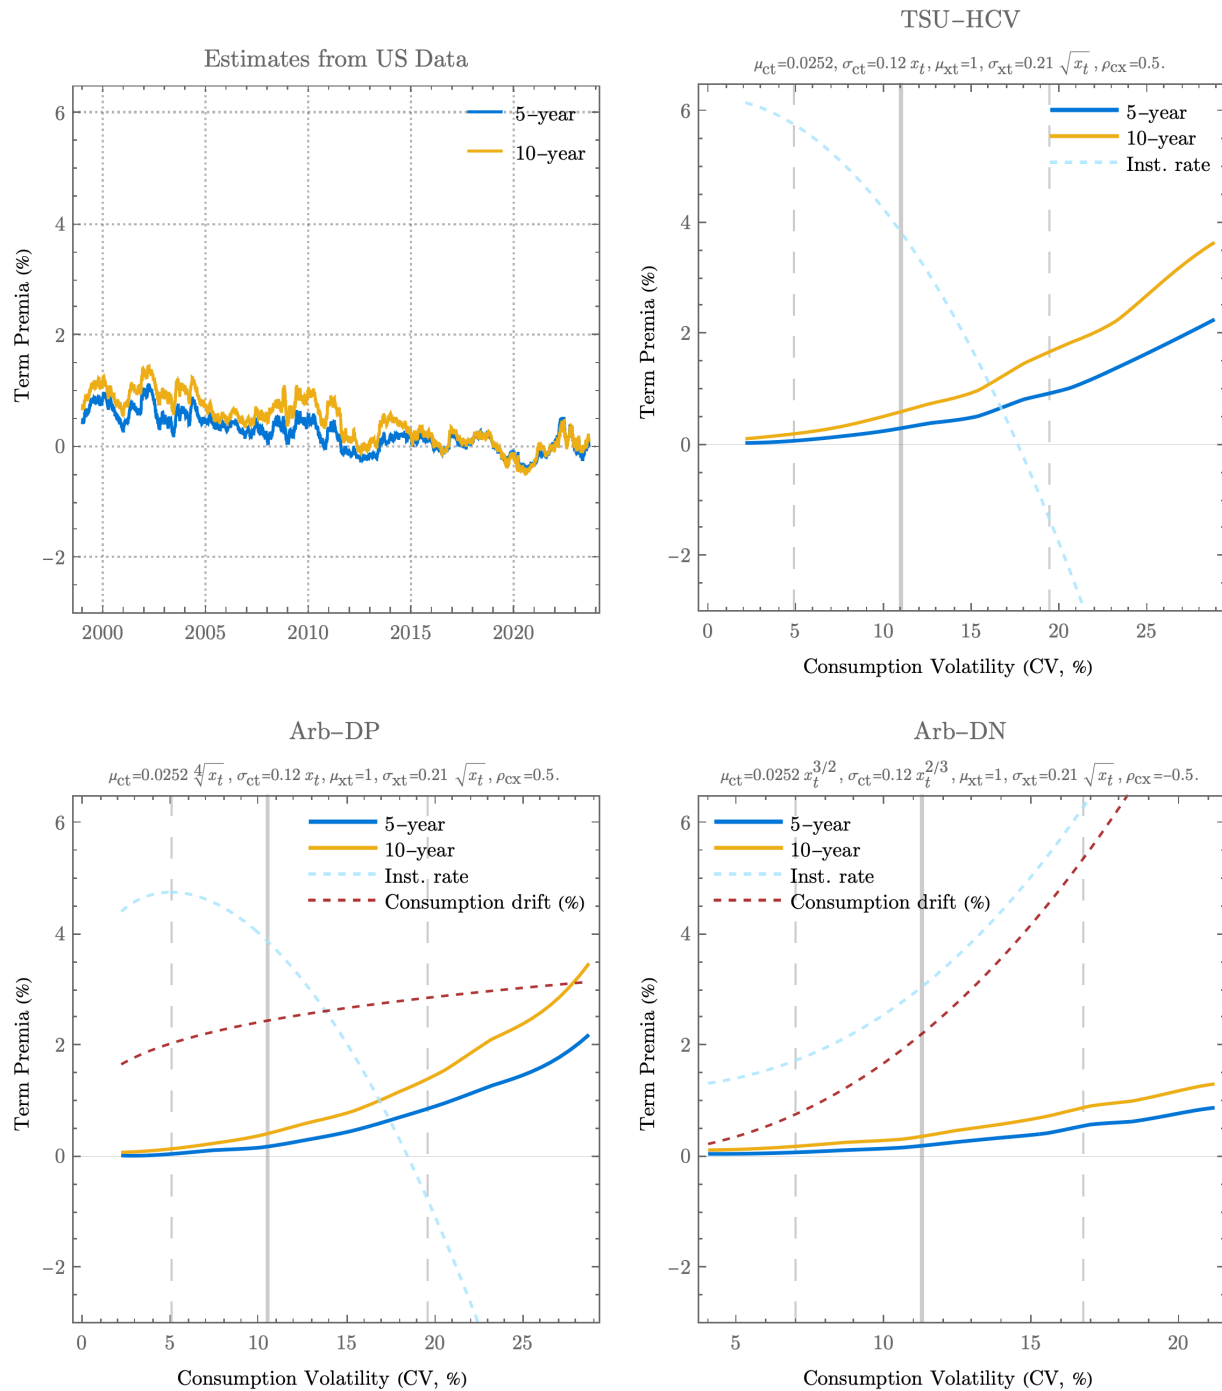 Estimates from US Data
Term Premia (%)
6
4
2
0
−2
5−year
10−year
2000
2005
2010
2015
2020
TSU−HCV
μct=0.0252, σct=0.12 xt, μxt=1, σxt=0.21 √xt, ρcx=0.5.
Term Premia (%)
6
4
2
0
−2
5−year
10−year
Inst. rate
0
5
10
15
20
25
Consumption Volatility (CV, %)
Arb−DP
μct=0.0252 ∜xt, σct=0.12 xt, μxt=1, σxt=0.21 √xt, ρcx=0.5.
Term Premia (%)
6
4
2
0
−2
5−year
10−year
Inst. rate
Consumption drift (%)
0
5
10
15
20
25
Consumption Volatility (CV, %)
Arb−DN
μct=0.0252 xt^3/2, σct=0.12 xt^2/3, μxt=1, σxt=0.21 √xt, ρcx=−0.5.
Term Premia (%)
6
4
2
0
−2
5−year
10−year
Inst. rate
Consumption drift (%)
5
10
15
20
Consumption Volatility (CV, %)